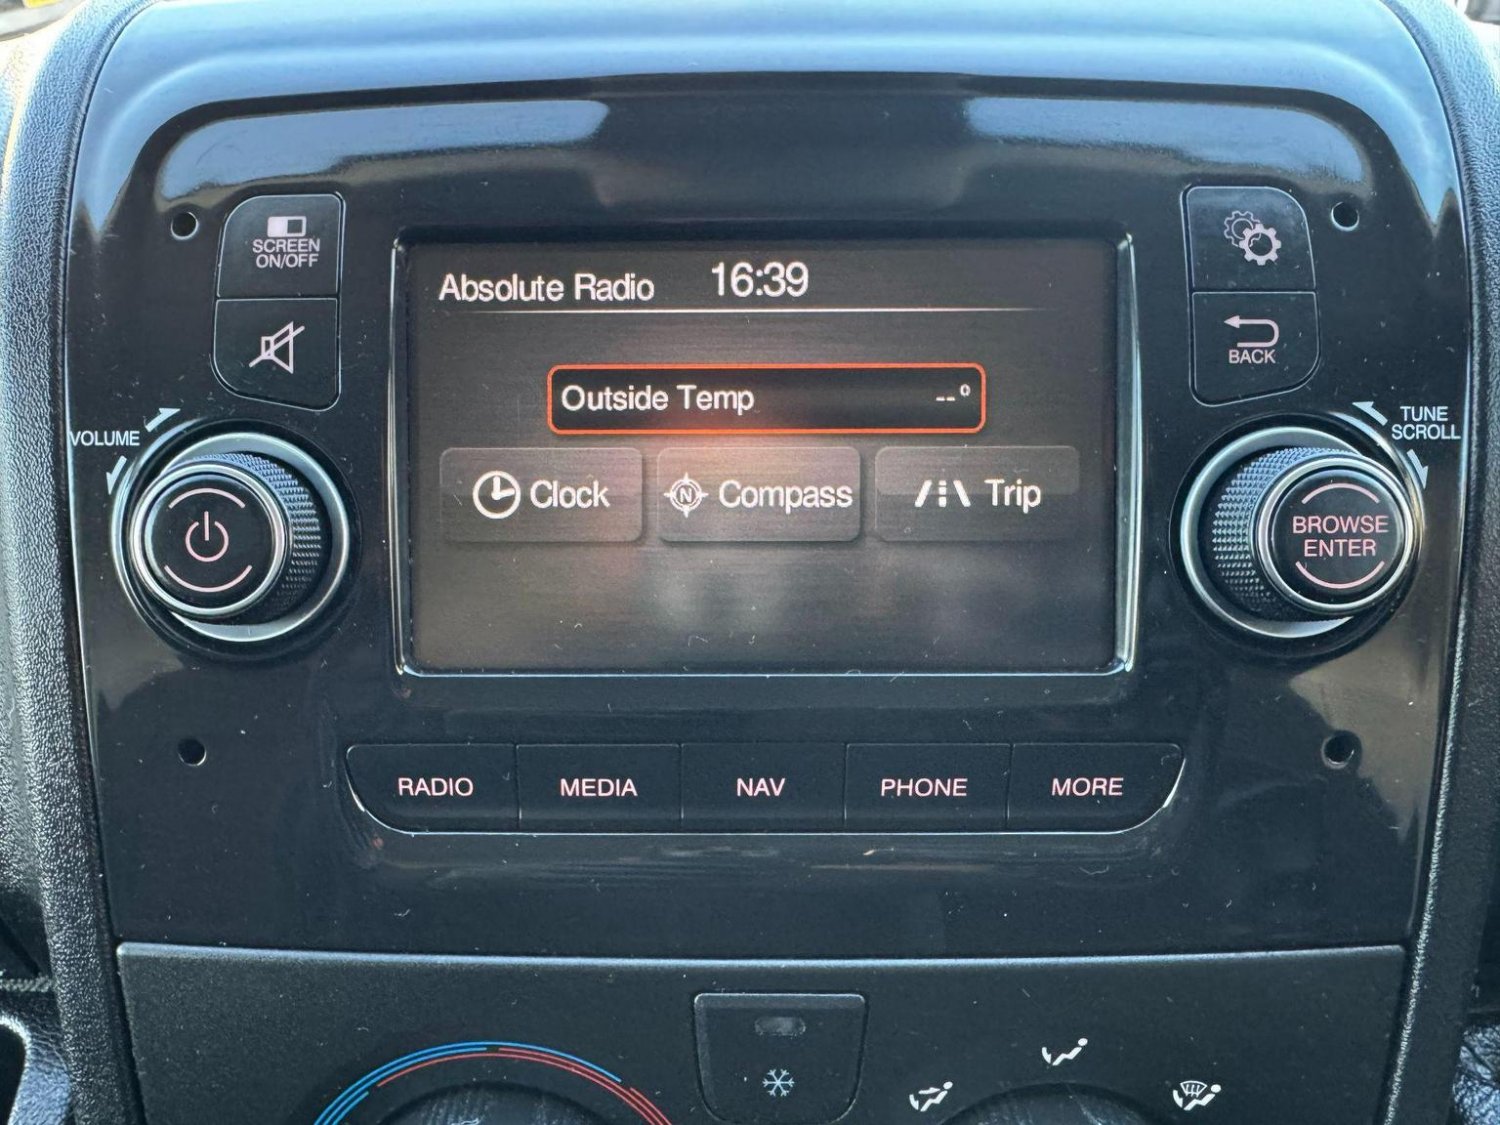 SCREEN
ON/OFF
Absolute Radio 16:39
Outside Temp --°
VOLUME
TUNE
SCROLL
BACK
Clock
N
Compass
Trip
BROWSE
ENTER
RADIO
MEDIA
NAV
PHONE
MORE